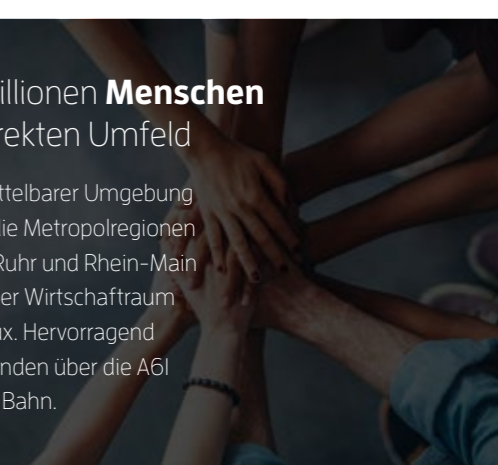 illionen Menschen
rekten Umfeld
ttelbarer Umgebung
die Metropolregionen
Ruhr und Rhein-Main
er Wirtschaftraum
ux. Hervorragend
nden über die A61
Bahn.